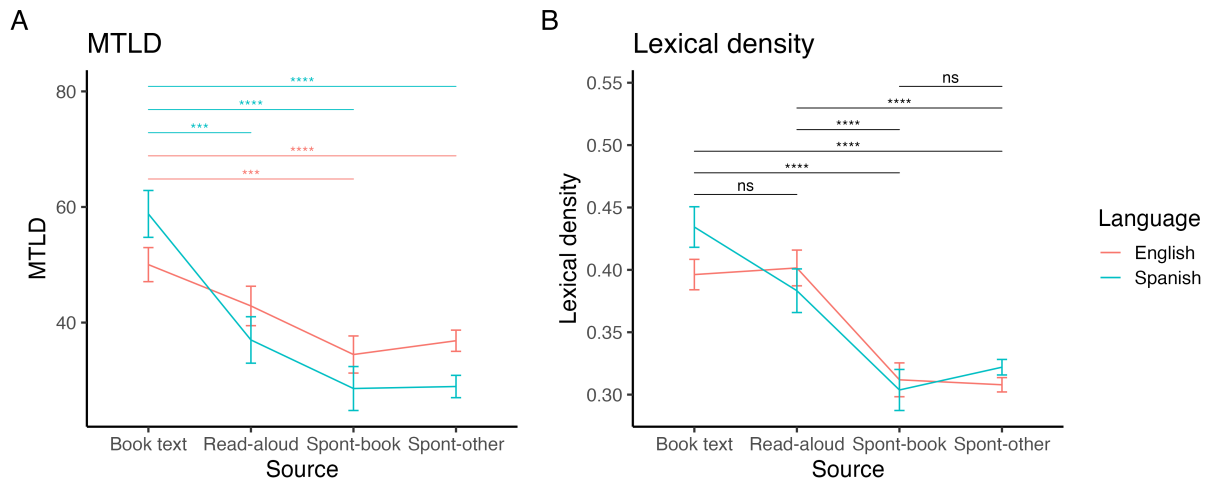 A
MTLD
MTLD
80
60
40
****
****
***
****
***
Book text
Read-aloud
Spont-book
Spont-other
Source
B
Lexical density
Lexical density
0.55
0.50
0.45
0.40
0.35
0.30
ns
****
****
****
****
ns
Book text
Read-aloud
Spont-book
Spont-other
Source
Language
English
Spanish